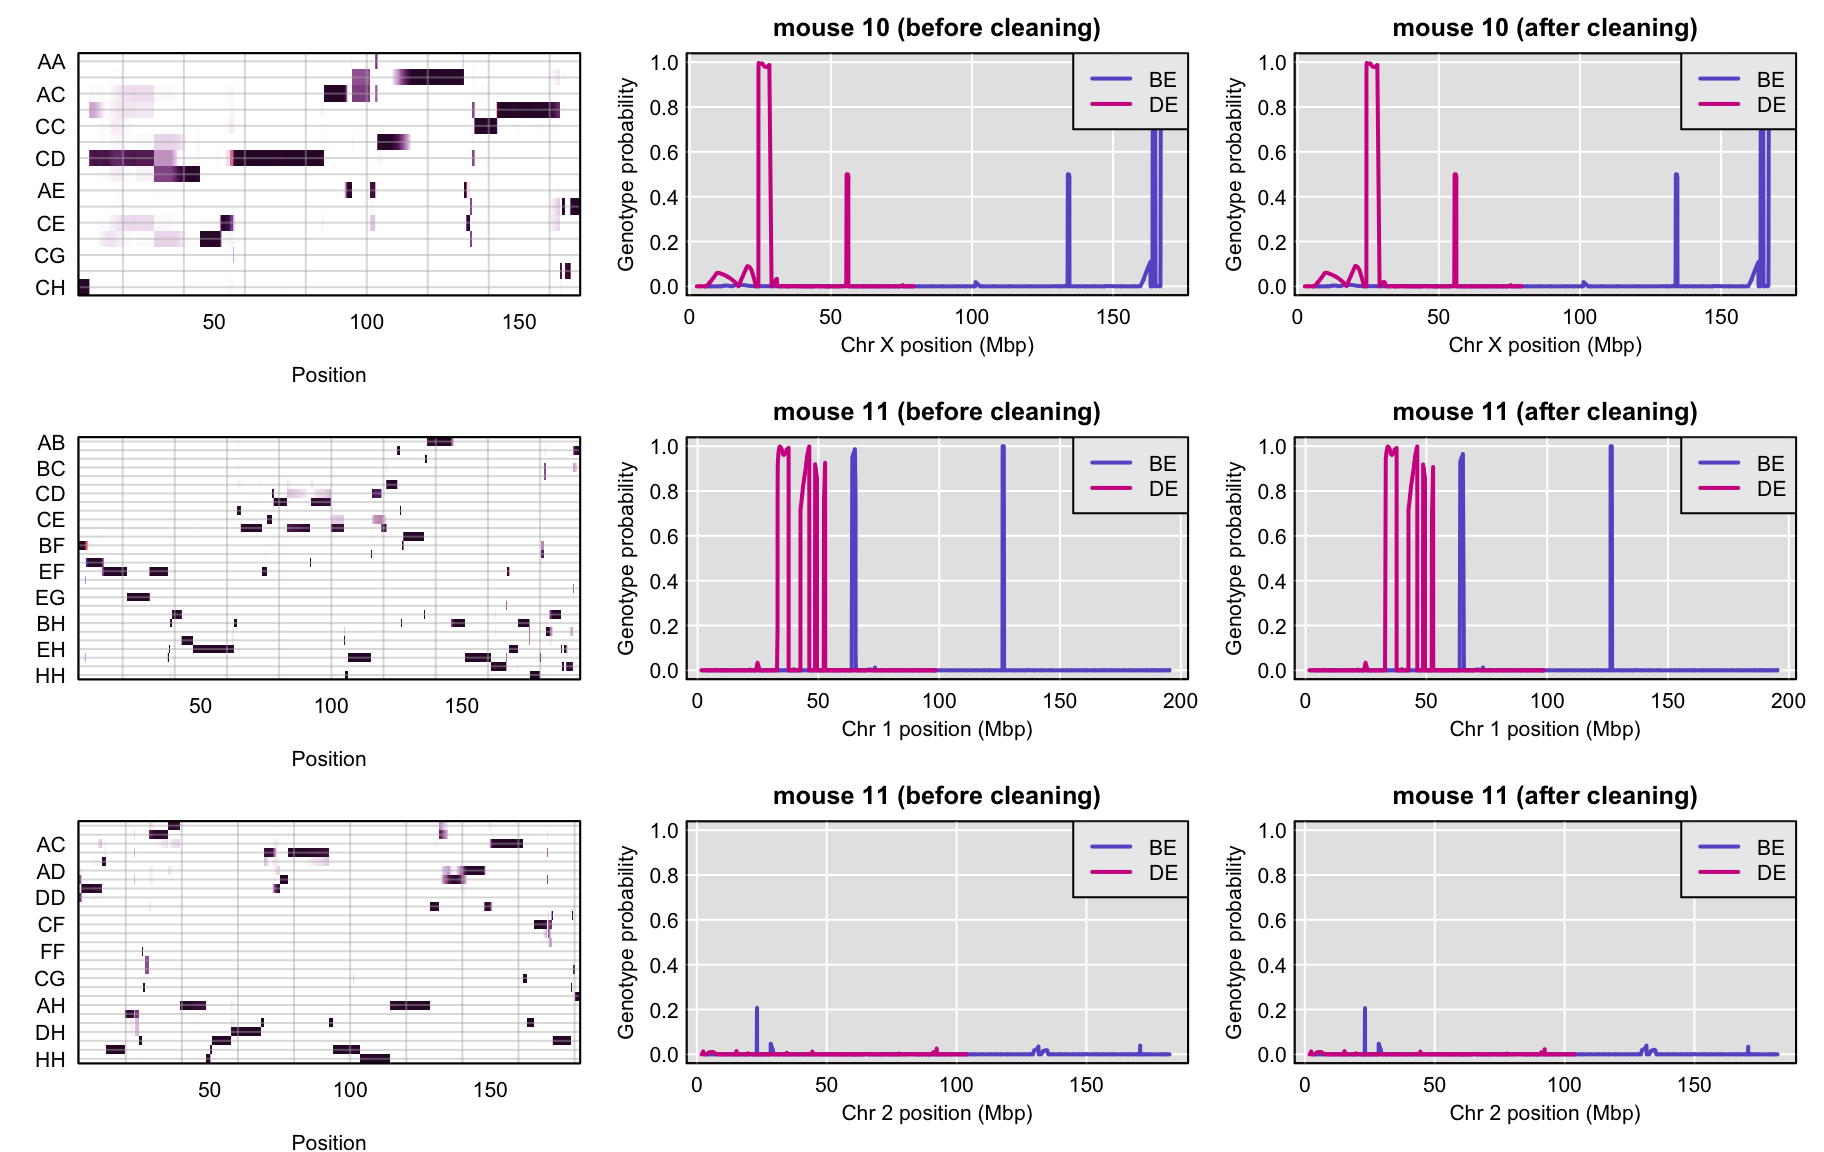 AA
AC
CC
CD
AE
CE
CG
CH
50 100 150
Position
mouse 10 (before cleaning)
Genotype probability
1.0
0.8
0.6
0.4
0.2
0.0
BE
DE
0 50 100 150
Chr X position (Mbp)
mouse 10 (after cleaning)
Genotype probability
1.0
0.8
0.6
0.4
0.2
0.0
BE
DE
0 50 100 150
Chr X position (Mbp)
AB
BC
CD
CE
BF
EF
EG
BH
EH
HH
50 100 150
Position
mouse 11 (before cleaning)
Genotype probability
1.0
0.8
0.6
0.4
0.2
0.0
BE
DE
0 50 100 150 200
Chr 1 position (Mbp)
mouse 11 (after cleaning)
Genotype probability
1.0
0.8
0.6
0.4
0.2
0.0
BE
DE
0 50 100 150 200
Chr 1 position (Mbp)
AC
AD
DD
CF
FF
CG
AH
DH
HH
50 100 150
Position
mouse 11 (before cleaning)
Genotype probability
1.0
0.8
0.6
0.4
0.2
0.0
BE
DE
0 50 100 150
Chr 2 position (Mbp)
mouse 11 (after cleaning)
Genotype probability
1.0
0.8
0.6
0.4
0.2
0.0
BE
DE
0 50 100 150
Chr 2 position (Mbp)